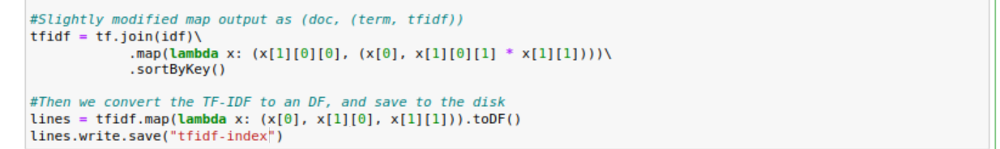 #Slightly modified map output as (doc, (term, tfidf))
tfidf = tf.join(idf)\
            .map(lambda x: (x[1][0][0], (x[0], x[1][0][1] * x[1][1])))\
            .sortByKey()

#Then we convert the TF-IDF to an DF, and save to the disk
lines = tfidf.map(lambda x: (x[0], x[1][0], x[1][1])).toDF()
lines.write.save("tfidf-index")